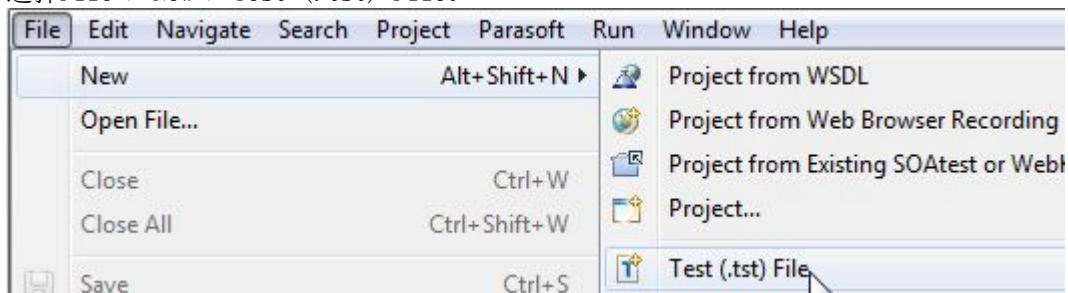 File Edit Navigate Search Project Parasoft Run Window Help
New Alt+Shift+N
Open File...
Close Ctrl+W
Close All Ctrl+Shift+W
Save Ctrl+S
Project from WSDL
Project from Web Browser Recording
Project from Existing SOAtest or
Project...
Test (.tst) File